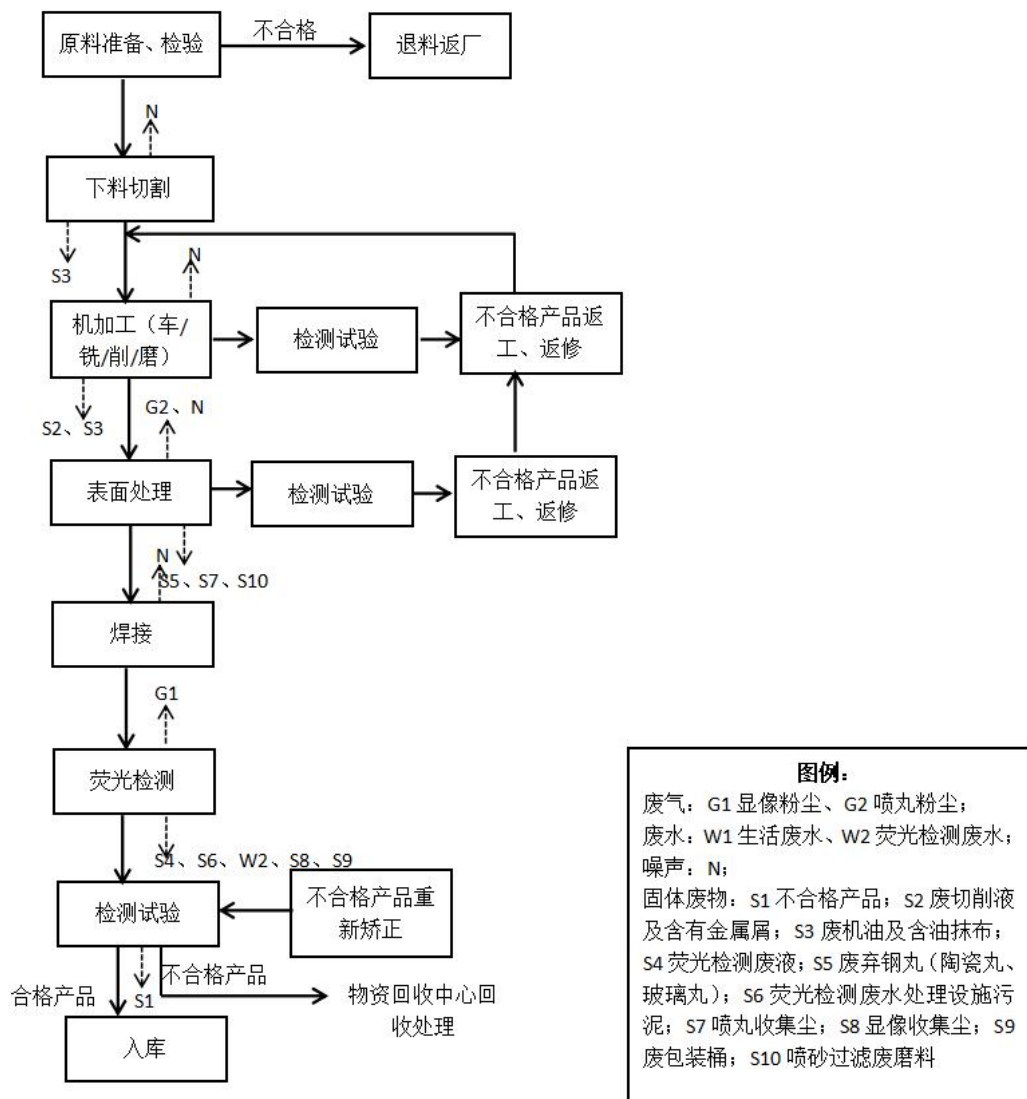 原料准备、检验
不合格
退料返厂
N
下料切割
S3
N
机加工（车/
铣/削/磨）
检测试验
不合格产品返
工、返修
S2、S3
G2、N
表面处理
检测试验
不合格产品返
工、返修
N
S5、S7、S10
焊接
G1
荧光检测
S4、S6、W2、S8、S9
检测试验
不合格产品重
新矫正
合格产品
S1
不合格产品
物资回收中心回
收处理
入库
图例：
废气：G1 显像粉尘、G2 喷丸粉尘；
废水：W1 生活废水、W2 荧光检测废水；
噪声：N；
固体废物：S1 不合格产品；S2 废切削液
及含有金属屑；S3 废机油及含油抹布；
S4 荧光检测废液；S5 废弃钢丸（陶瓷丸、
玻璃丸）；S6 荧光检测废水处理设施污
泥；S7 喷丸收集尘；S8 显像收集尘；S9
废包装桶；S10 喷砂过滤废磨料